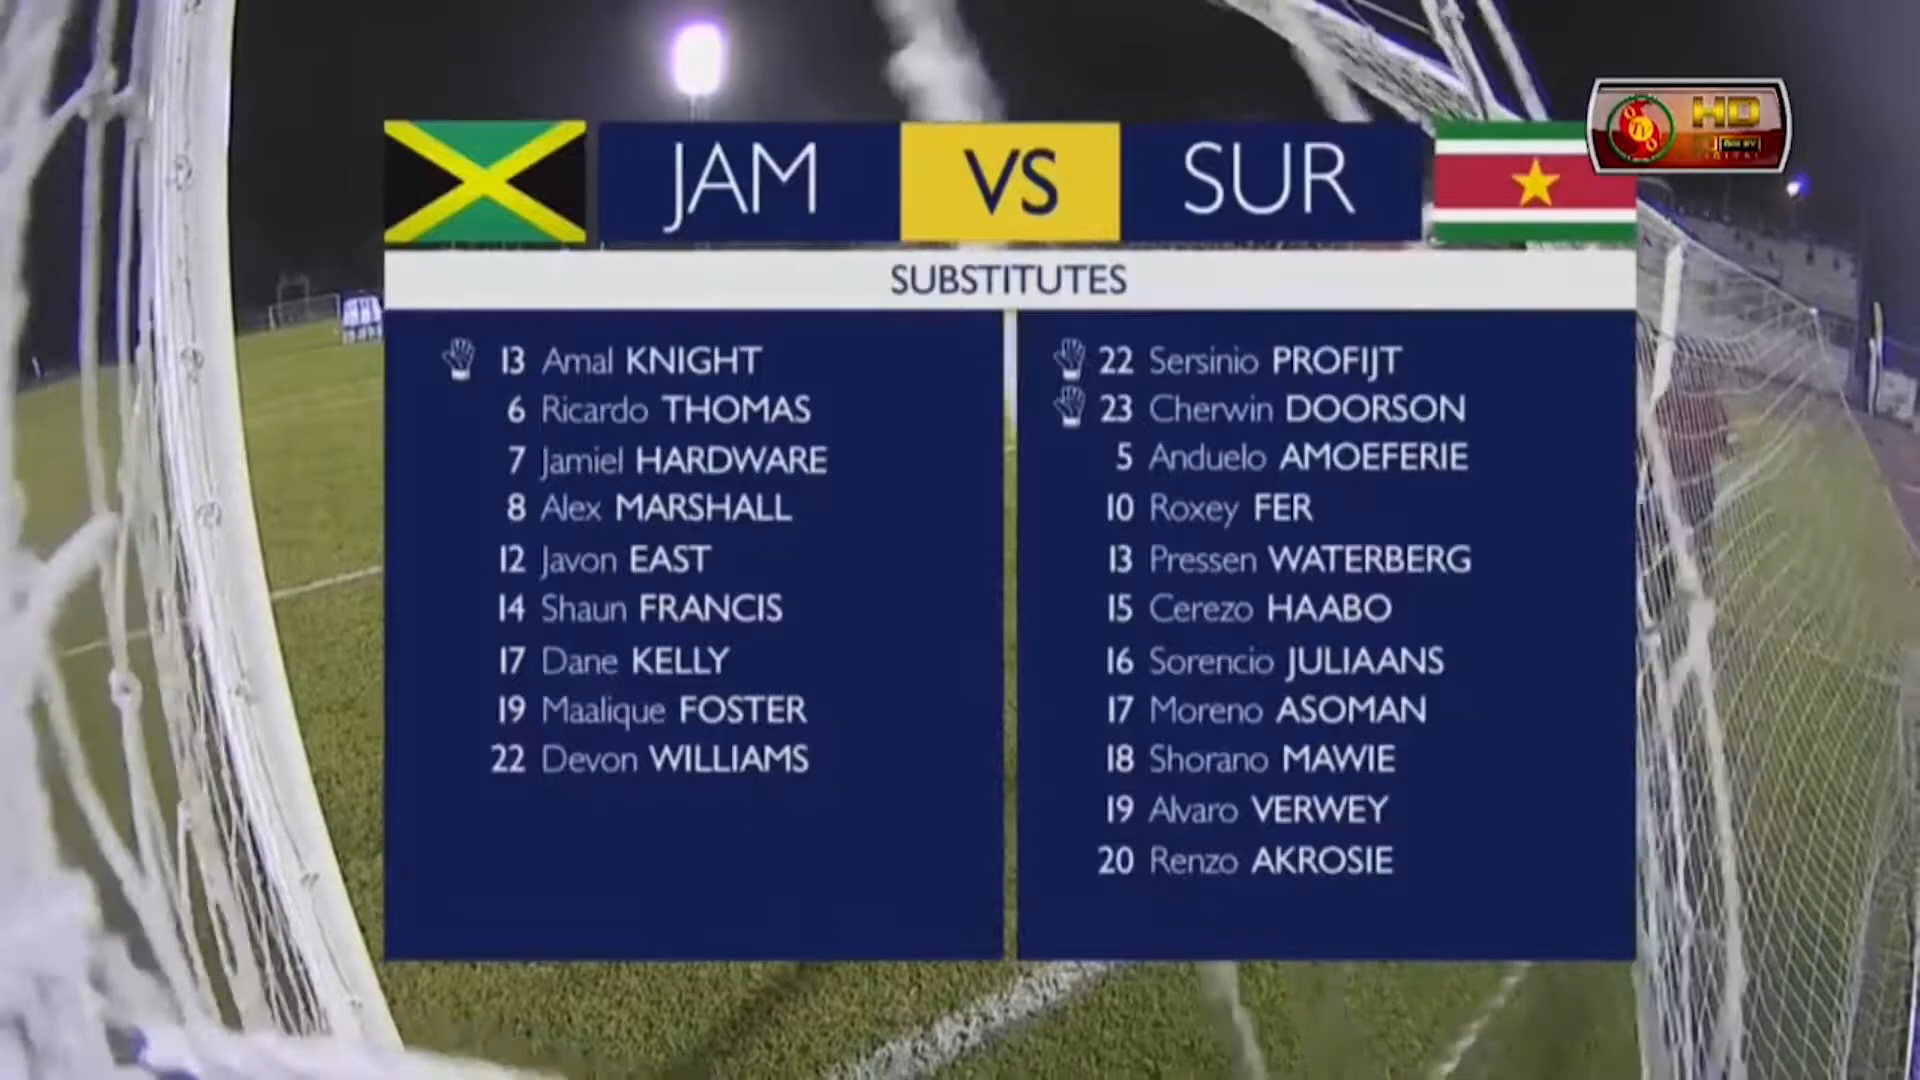 JAM VS SUR
HD
SUBSTITUTES
13 Amal KNIGHT
6 Ricardo THOMAS
7 Jamiel HARDWARE
8 Alex MARSHALL
12 Javon EAST
14 Shaun FRANCIS
17 Dane KELLY
19 Maalique FOSTER
22 Devon WILLIAMS
22 Sersinio PROFIJT
23 Cherwin DOORSON
5 Anduelo AMOEFERIE
10 Roxey FER
13 Pressen WATERBERG
15 Cerezo HAABO
16 Sorencio JULIAANS
17 Moreno ASOMAN
18 Shorano MAWIE
19 Alvaro VERWEY
20 Renzo AKROSIE